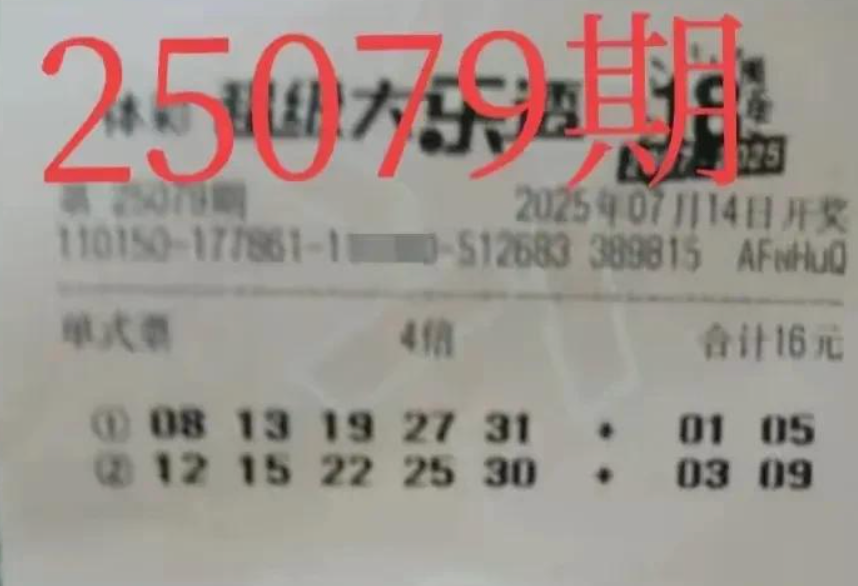 25079期
体彩 超级大乐透 18
2025
第 25079期 2025年07月14日开奖
110150-177861-1 0-512683 389815 AFWHuQ
单式票 4倍 合计16元
① 08 13 19 27 31 + 01 05
② 12 15 22 25 30 + 03 09